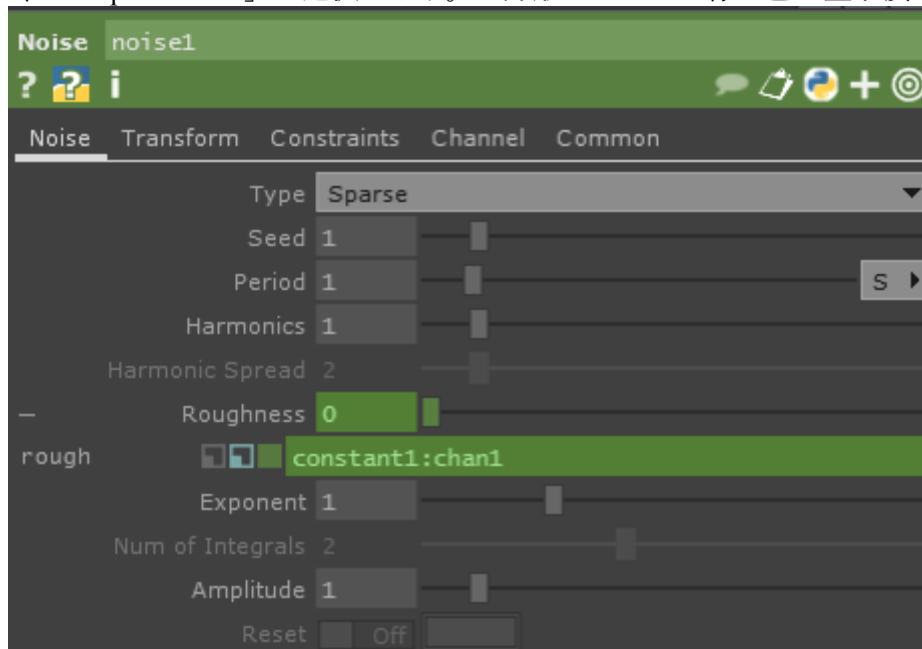 Noise noise1
? ? i
Noise Transform Constraints Channel Common
Type Sparse
Seed 1
Period 1 S
Harmonics 1
Harmonic Spread 2
Roughness 0
rough constant1:chan1
Exponent 1
Num of Integrals 2
Amplitude 1
Reset Off